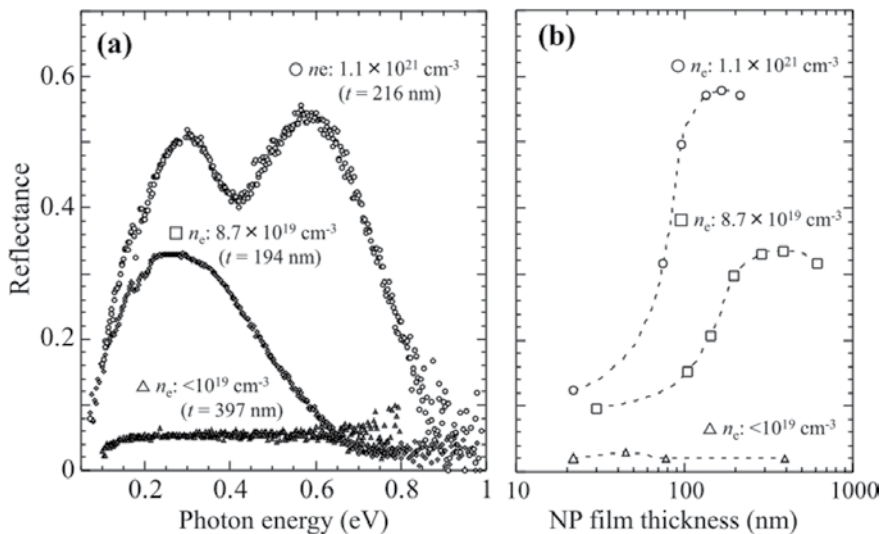 (a)
○ ne: 1.1 × 10²¹ cm⁻³
(t = 216 nm)
□ nₑ: 8.7 × 10¹⁹ cm⁻³
(t = 194 nm)
△ nₑ: <10¹⁹ cm⁻³
(t = 397 nm)
Reflectance
0.6
0.4
0.2
0
0.2
0.4
0.6
0.8
1
Photon energy (eV)
(b)
○ nₑ: 1.1 × 10²¹ cm⁻³
□ nₑ: 8.7 × 10¹⁹ cm⁻³
△ nₑ: <10¹⁹ cm⁻³
10
100
1000
NP film thickness (nm)